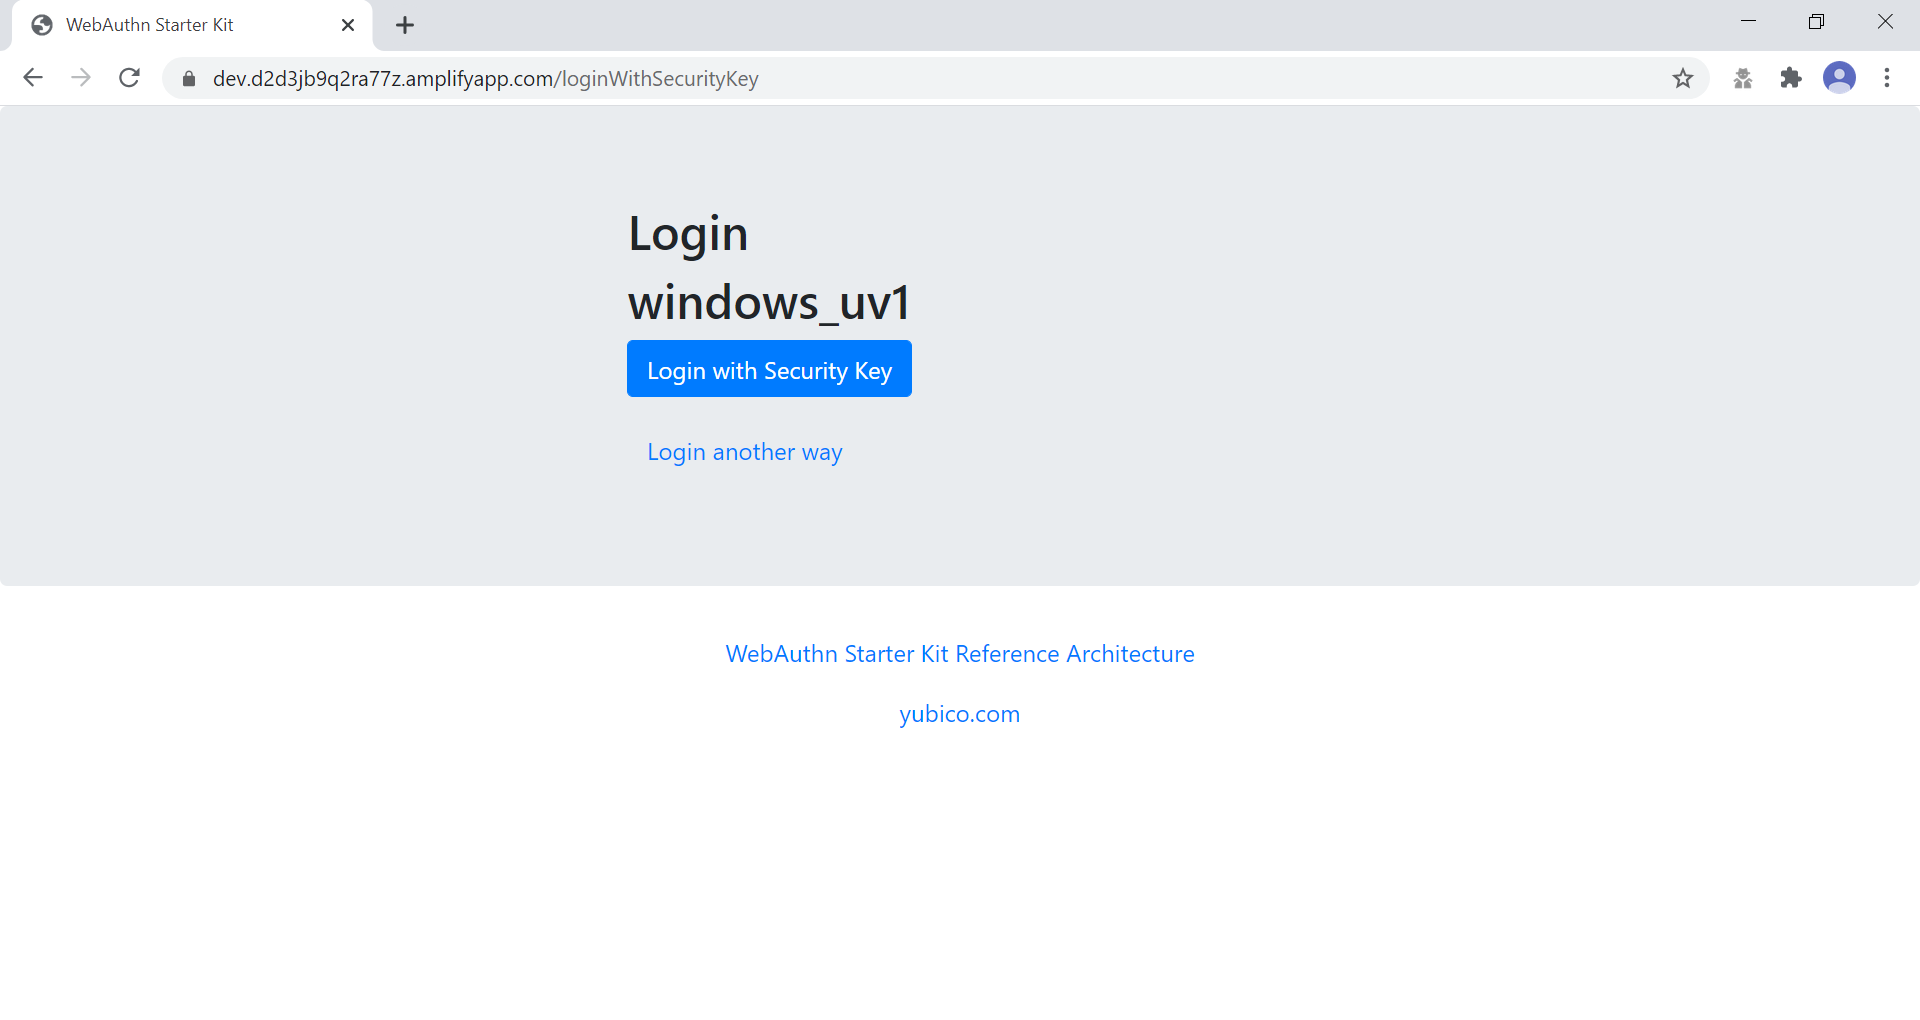 WebAuthn Starter Kit
dev.d2d3jb9q2ra77z.amplifyapp.com/loginWithSecurityKey
Login
windows_uv1
Login with Security Key
Login another way
WebAuthn Starter Kit Reference Architecture
yubico.com